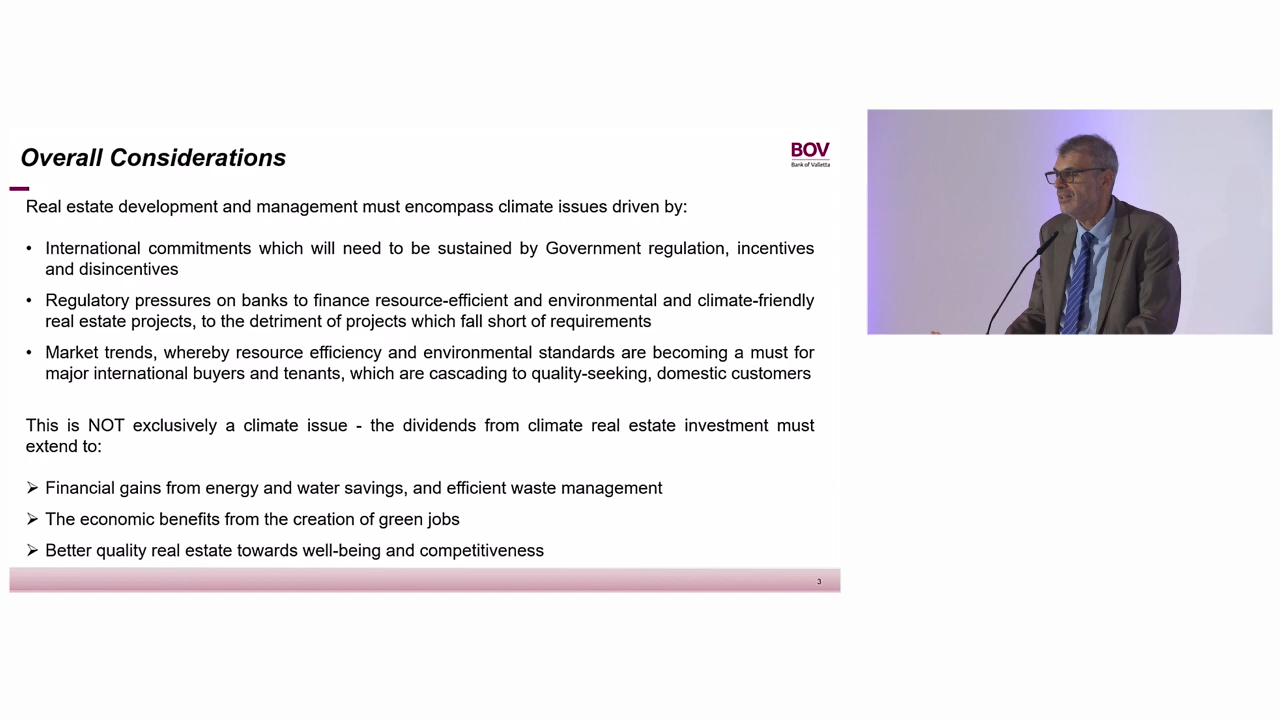 Overall Considerations
BOV
Bank of Valletta
Real estate development and management must encompass climate issues driven by:
• International commitments which will need to be sustained by Government regulation, incentives
and disincentives
• Regulatory pressures on banks to finance resource-efficient and environmental and climate-friendly
real estate projects, to the detriment of projects which fall short of requirements
• Market trends, whereby resource efficiency and environmental standards are becoming a must for
major international buyers and tenants, which are cascading to quality-seeking, domestic customers
This is NOT exclusively a climate issue - the dividends from climate real estate investment must
extend to:
➢ Financial gains from energy and water savings, and efficient waste management
➢ The economic benefits from the creation of green jobs
➢ Better quality real estate towards well-being and competitiveness
3